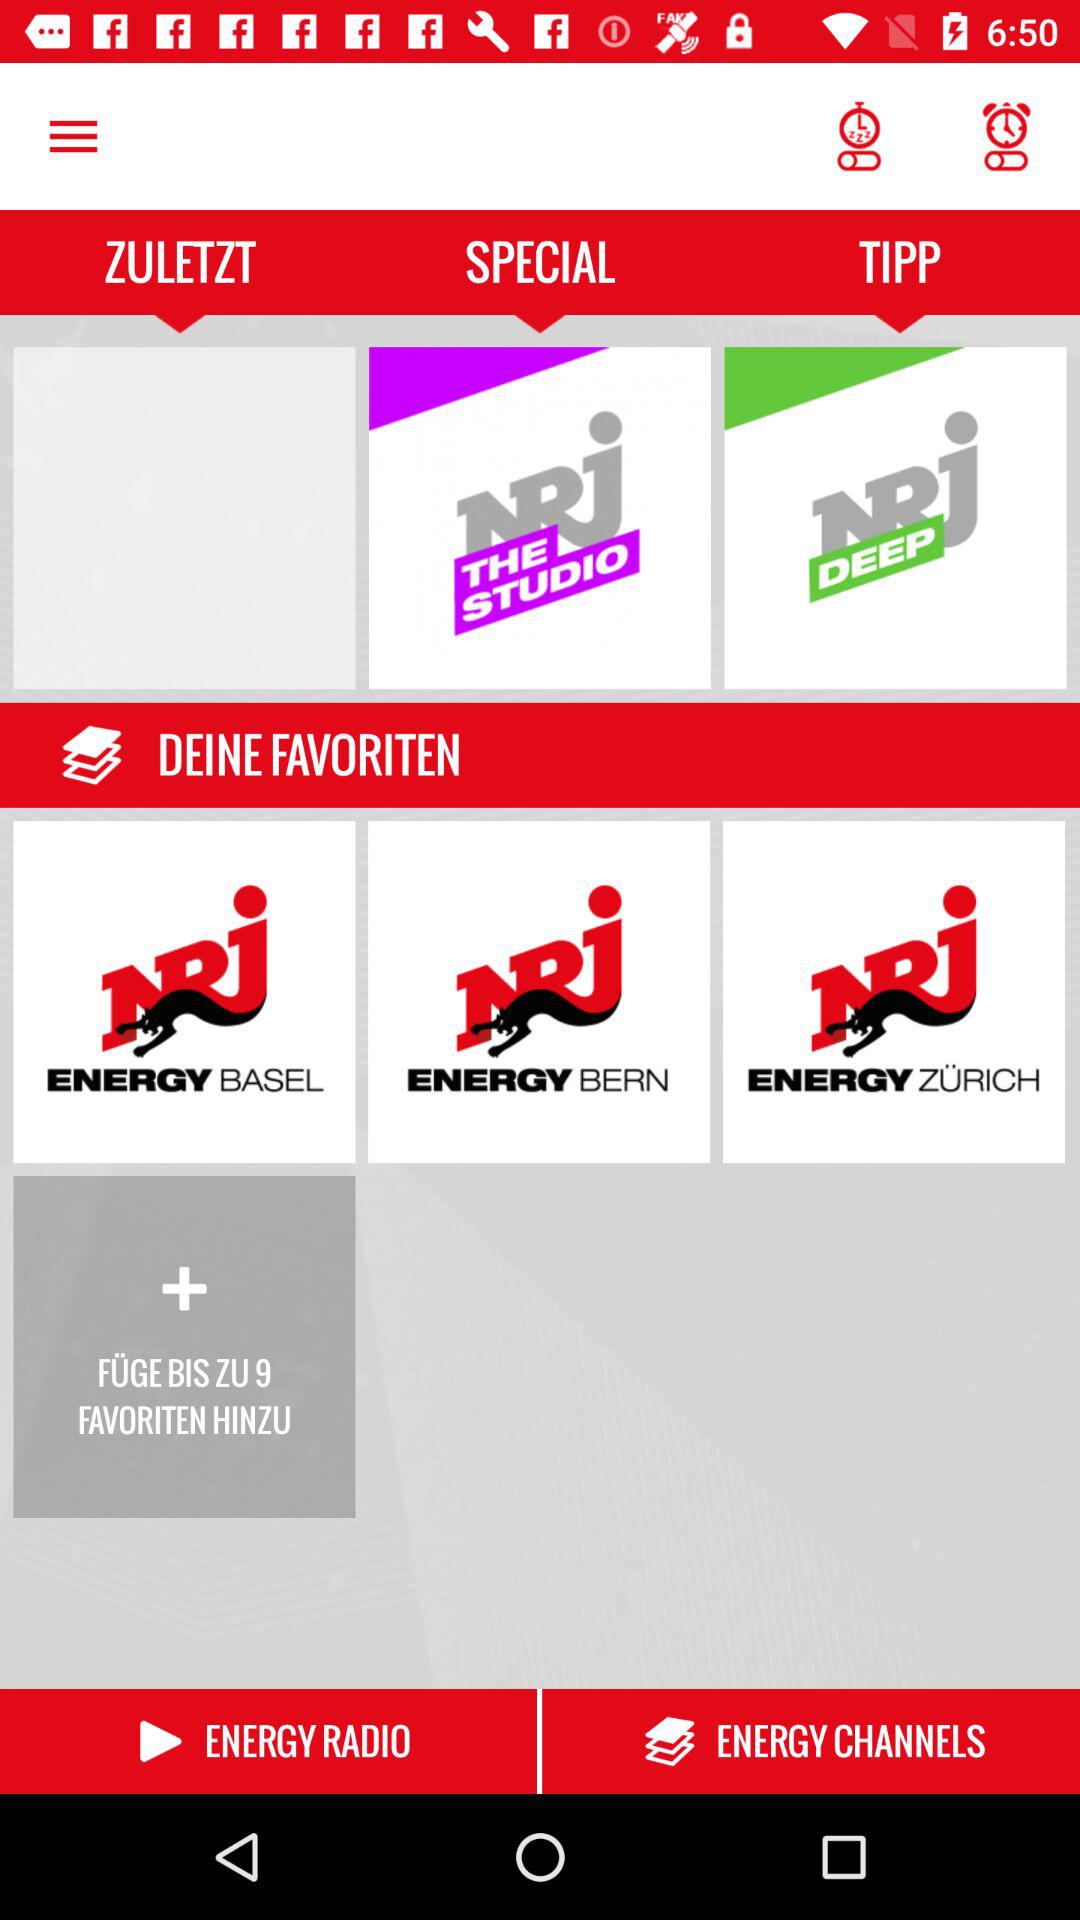 FAKE
6:50
ZULETZT SPECIAL TIPP
NRJ
THE
STUDIO
NRJ
DEEP
DEINE FAVORITEN
NRJ
ENERGY BASEL
NRJ
ENERGY BERN
NRJ
ENERGY ZÜRICH
FÜGE BIS ZU 9
FAVORITEN HINZU
ENERGY RADIO
ENERGY CHANNELS